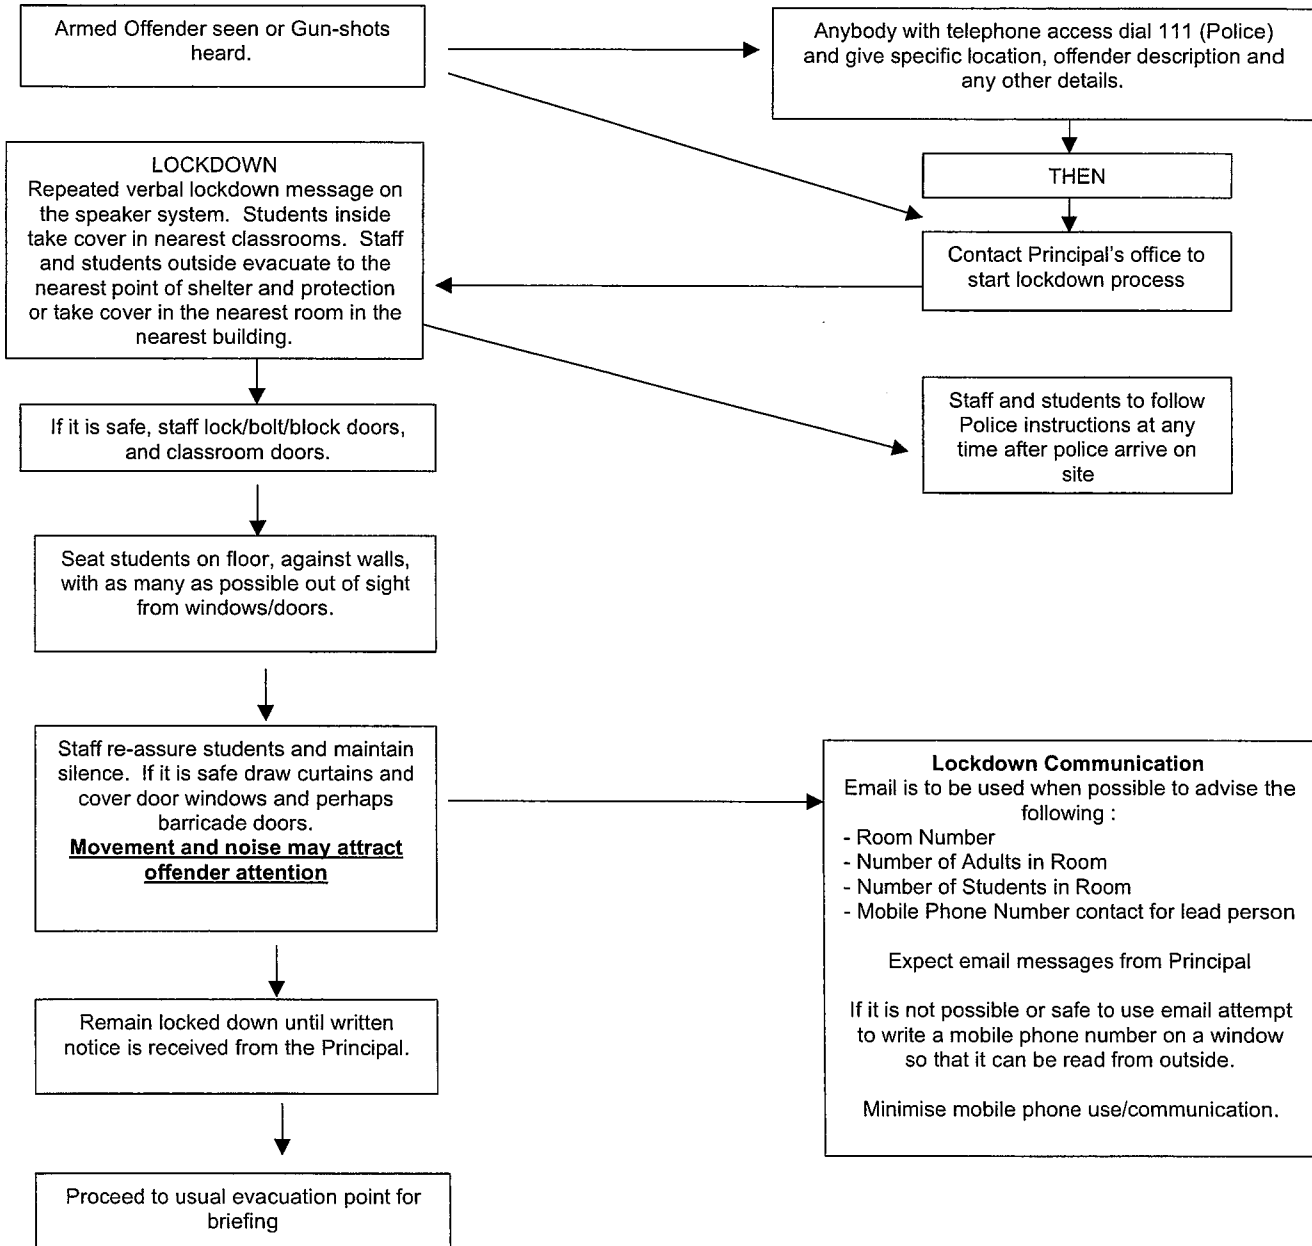 Armed Offender seen or Gun-shots
heard.
Anybody with telephone access dial 111 (Police)
and give specific location, offender description and
any other details.
THEN
Contact Principal's office to
start lockdown process
LOCKDOWN
Repeated verbal lockdown message on
the speaker system. Students inside
take cover in nearest classrooms. Staff
and students outside evacuate to the
nearest point of shelter and protection
or take cover in the nearest room in the
nearest building.
Staff and students to follow
Police instructions at any
time after police arrive on
site
If it is safe, staff lock/bolt/block doors,
and classroom doors.
Seat students on floor, against walls,
with as many as possible out of sight
from windows/doors.
Staff re-assure students and maintain
silence. If it is safe draw curtains and
cover door windows and perhaps
barricade doors.
Movement and noise may attract
offender attention
Lockdown Communication
Email is to be used when possible to advise the
following :
- Room Number
- Number of Adults in Room
- Number of Students in Room
- Mobile Phone Number contact for lead person
Expect email messages from Principal
If it is not possible or safe to use email attempt
to write a mobile phone number on a window
so that it can be read from outside.
Minimise mobile phone use/communication.
Remain locked down until written
notice is received from the Principal.
Proceed to usual evacuation point for
briefing